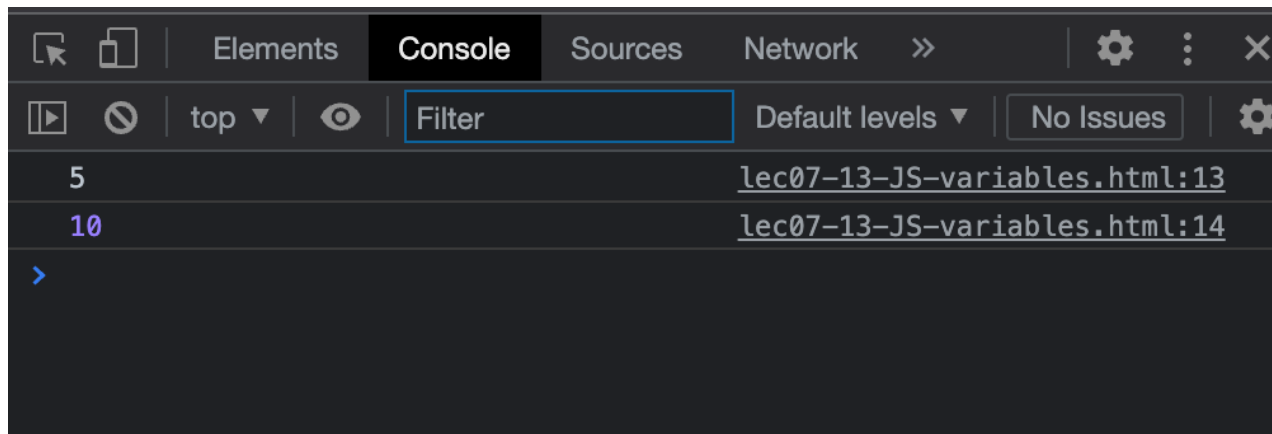 Elements Console Sources Network
top Filter Default levels No Issues
5 lec07-13-JS-variables.html:13
10 lec07-13-JS-variables.html:14